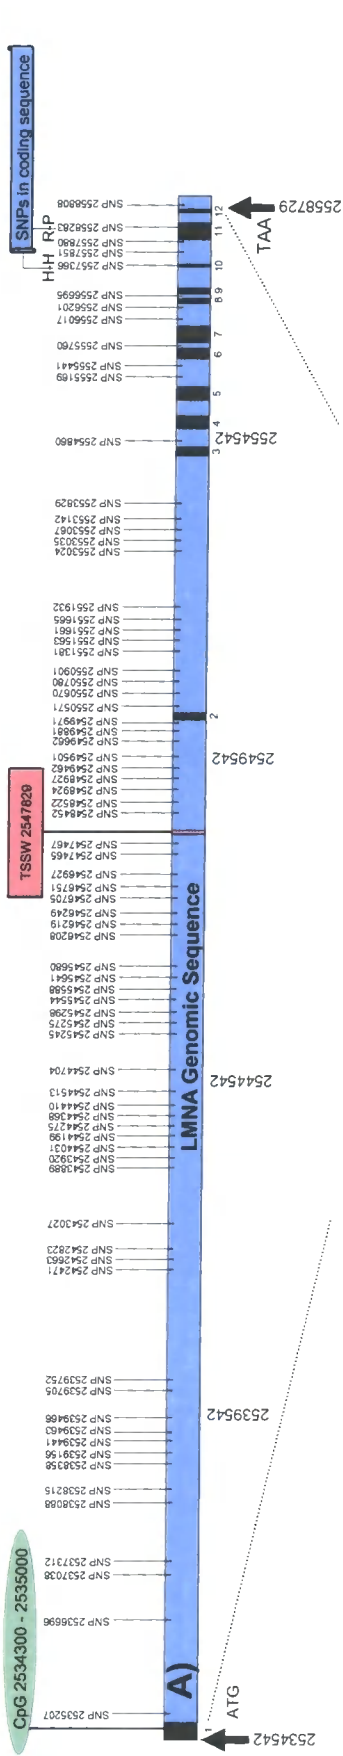 CpG 2534300 - 2535000
TSSW 2547829
SNPs in coding sequence
H-H
R-P
SNP 2535207
SNP 2536696
SNP 2537038
SNP 2537312
SNP 2538088
SNP 2538215
SNP 2538358
SNP 2539156
SNP 2539441
SNP 2539463
SNP 2539466
SNP 2539705
SNP 2539752
SNP 2542471
SNP 2542663
SNP 2542823
SNP 2543027
SNP 2543889
SNP 2543920
SNP 2544031
SNP 2544199
SNP 2544275
SNP 2544368
SNP 2544410
SNP 2544513
SNP 2544704
SNP 2545245
SNP 2545275
SNP 2545298
SNP 2545544
SNP 2545588
SNP 2545641
SNP 2545680
SNP 2546208
SNP 2546219
SNP 2546249
SNP 2546705
SNP 2546751
SNP 2546927
SNP 2547465
SNP 2547467
SNP 2548452
SNP 2548522
SNP 2548924
SNP 2548927
SNP 2549462
SNP 2549501
SNP 2549662
SNP 2549881
SNP 2549971
SNP 2550571
SNP 2550670
SNP 2550780
SNP 2550901
SNP 2551381
SNP 2551563
SNP 2551661
SNP 2551665
SNP 2551932
SNP 2553024
SNP 2553035
SNP 2553067
SNP 2553142
SNP 2553829
SNP 2554860
SNP 2555169
SNP 2555441
SNP 2555760
SNP 2556017
SNP 2556201
SNP 2556695
SNP 2557366
SNP 2557851
SNP 2557880
SNP 2558283
SNP 2558808
A)
LMNA Genomic Sequence
1
2
3
4
5
6
7
8
9
10
11
12
ATG
TAA
2534542
2539542
2544542
2549542
2554542
2558729